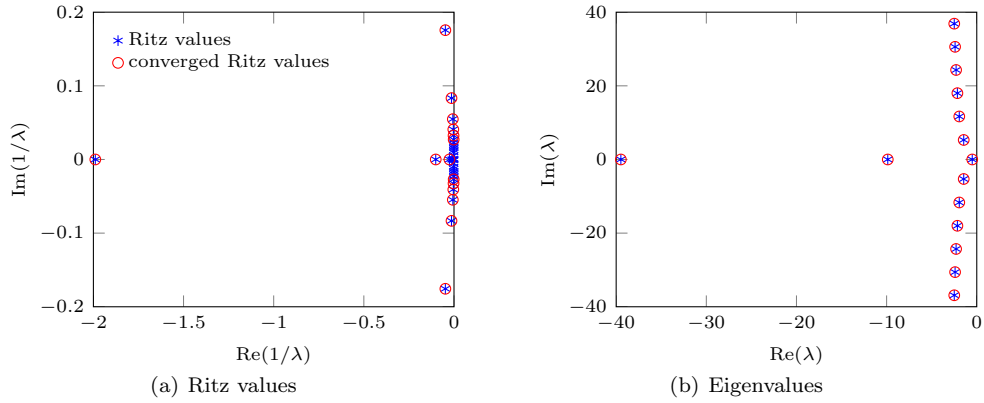 0.2
0.1
0
−0.1
−0.2
Im(1/λ)
Ritz values
converged Ritz values
−2 −1.5 −1 −0.5 0
Re(1/λ)
(a) Ritz values
40
20
0
−20
−40
Im(λ)
−40 −30 −20 −10 0
Re(λ)
(b) Eigenvalues